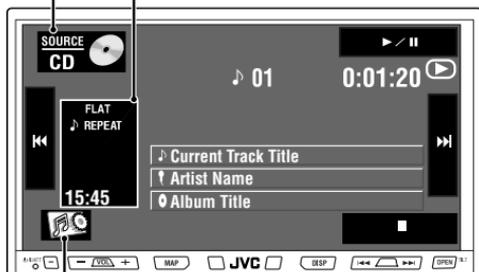 SOURCE
CD
♪ 01 0:01:20
FLAT
♪ REPEAT
15:45
Current Track Title
Artist Name
Album Title
VOL
MAP
JVC
DISP
OPEN